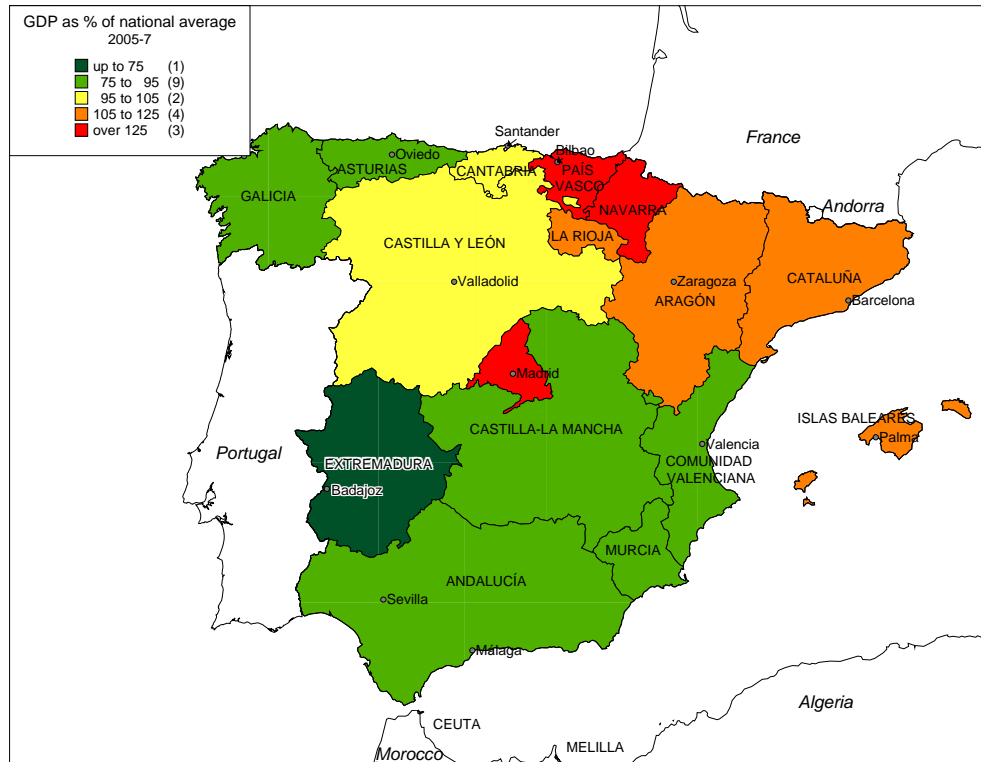 GDP as % of national average
2005-7
up to 75 (1)
75 to 95 (9)
95 to 105 (2)
105 to 125 (4)
over 125 (3)
Santander
Bilbao
France
Oviedo
ASTURIAS
CANTABRIA
PAÍS
VASCO
GALICIA
NAVARRA
Andorra
LA RIOJA
CASTILLA Y LEÓN
Valladolid
Zaragoza
ARAGÓN
CATALUÑA
Barcelona
Madrid
ISLAS BALEARES
Palma
CASTILLA-LA MANCHA
Valencia
COMUNIDAD
VALENCIANA
Portugal
EXTREMADURA
Badajoz
MURCIA
ANDALUCÍA
Sevilla
Málaga
Algeria
CEUTA
MELILLA
Morocco